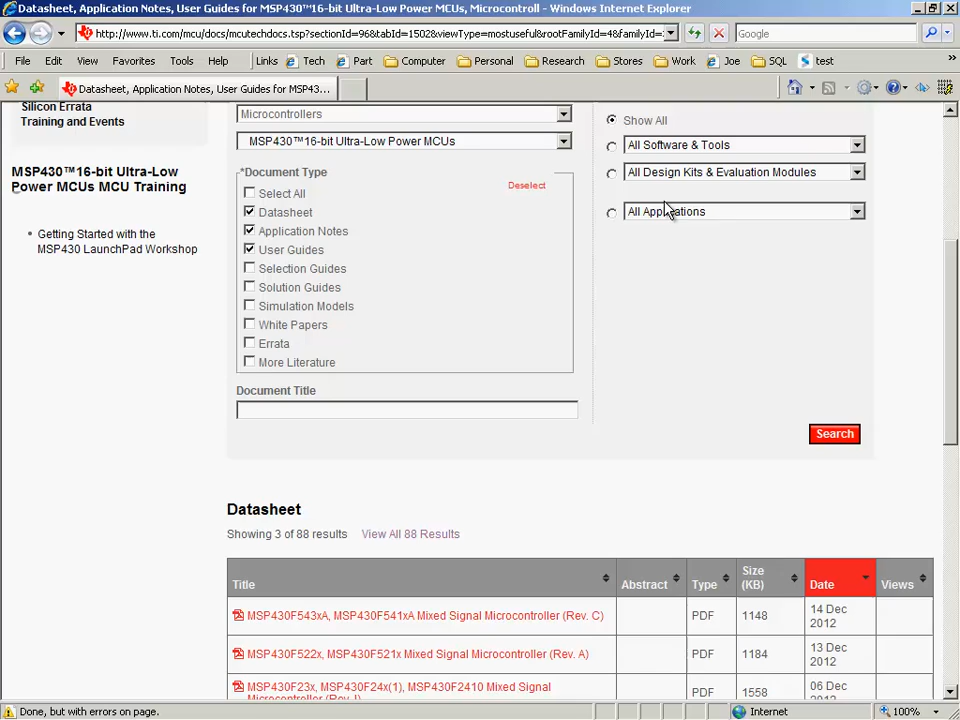 Datasheet, Application Notes, User Guides for MSP430™16-bit Ultra-Low Power MCUs, Microcontroll - Windows Internet Explorer
http://www.ti.com/mcu/docs/mcutechdocs.tsp?sectionId=96&tabId=1502&viewType=mostuseful&rootFamilyId=4&familyId=
Google
File Edit View Favorites Tools Help Links Tech Part Computer Personal Research Stores Work Joe SQL test
Datasheet, Application Notes, User Guides for MSP43...
Silicon Errata
Training and Events
MSP430™16-bit Ultra-Low
Power MCUs MCU Training
Getting Started with the
MSP430 LaunchPad Workshop
Microcontrollers
MSP430™16-bit Ultra-Low Power MCUs
*Document Type
Deselect
Select All
Datasheet
Application Notes
User Guides
Selection Guides
Solution Guides
Simulation Models
White Papers
Errata
More Literature
Document Title
Show All
All Software & Tools
All Design Kits & Evaluation Modules
All Applications
Search
Datasheet
Showing 3 of 88 results View All 88 Results
Title Abstract Type Size (KB) Date Views
MSP430F543xA, MSP430F541xA Mixed Signal Microcontroller (Rev. C) PDF 1148 14 Dec 2012
MSP430F522x, MSP430F521x Mixed Signal Microcontroller (Rev. A) PDF 1184 13 Dec 2012
MSP430F23x, MSP430F24x(1), MSP430F2410 Mixed Signal PDF 1558 06 Dec 2012
Microcontroller (Rev. I)
Done, but with errors on page. Internet 100%